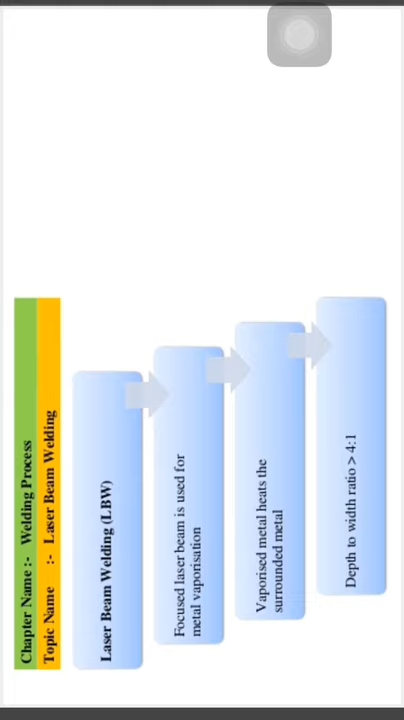 Chapter Name :- Welding Process
Topic Name :- Laser Beam Welding
Laser Beam Welding (LBW)
Focused laser beam is used for
metal vaporisation
Vaporised metal heats the
surrounded metal
Depth to width ratio > 4:1